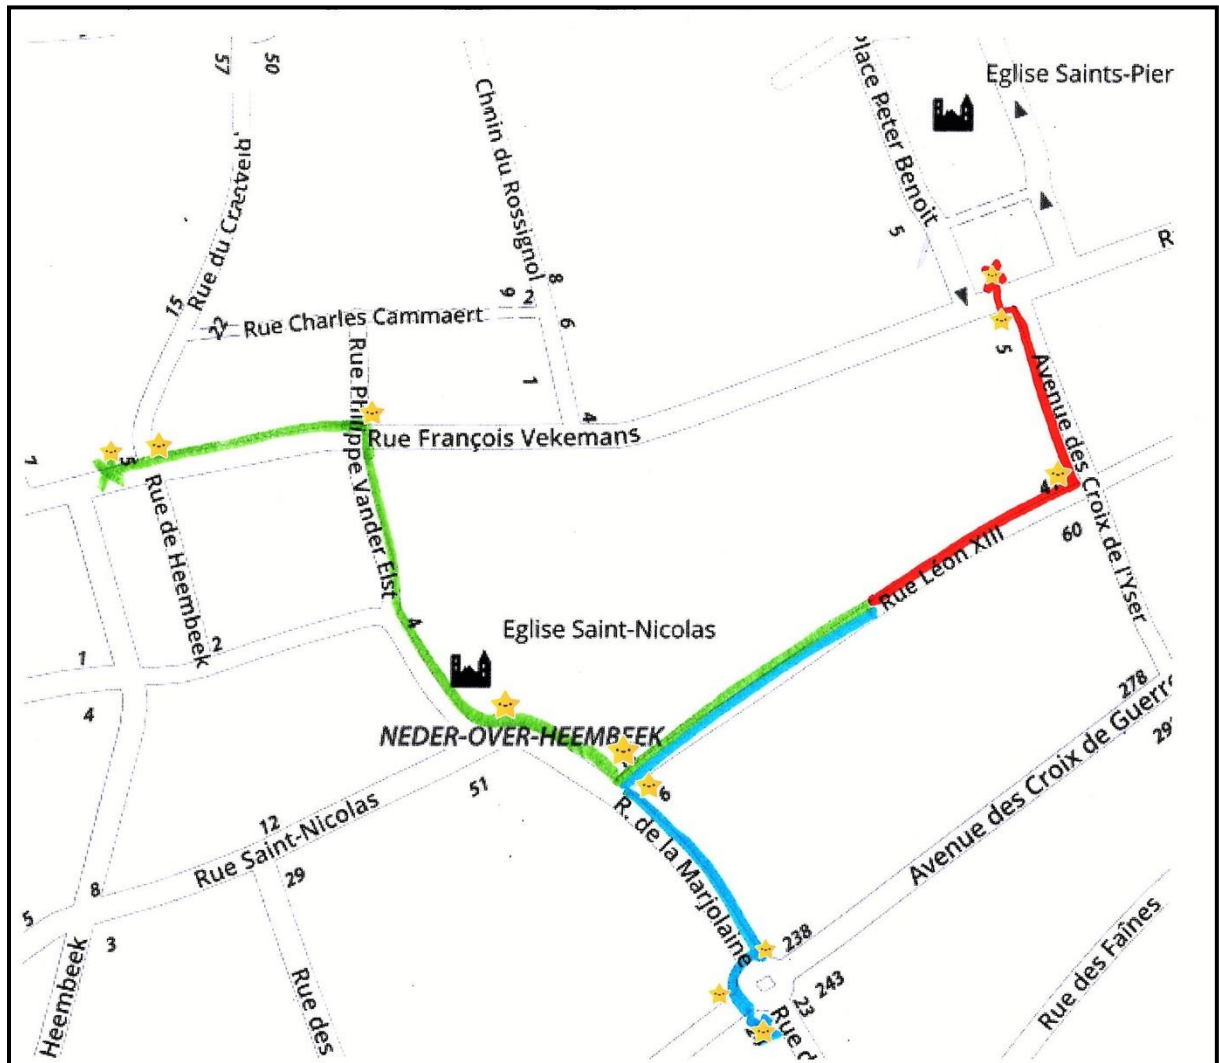 57
50
Eglise Saints-Pier
Place Peter Benoit
Chmin du Rossignol
Rue du Craetveld
5
R
15
22
Rue Charles Cammaert
9
2
8
6
Rue Philippe Vander Elst
1
4
5
Avenue des Croix de l'Yser
Rue François Vekemans
5
Rue de Heembeek
60
Rue Léon XIII
4
2
1
4
Eglise Saint-Nicolas
NEDER-OVER-HEEMBEEK
278
29
Avenue des Croix de Guerre
51
6
R. de la Marjolaine
12
Rue Saint-Nicolas
29
8
5
3
238
243
23
Rue d
Heembeek
Rue des
Rue des Faînes